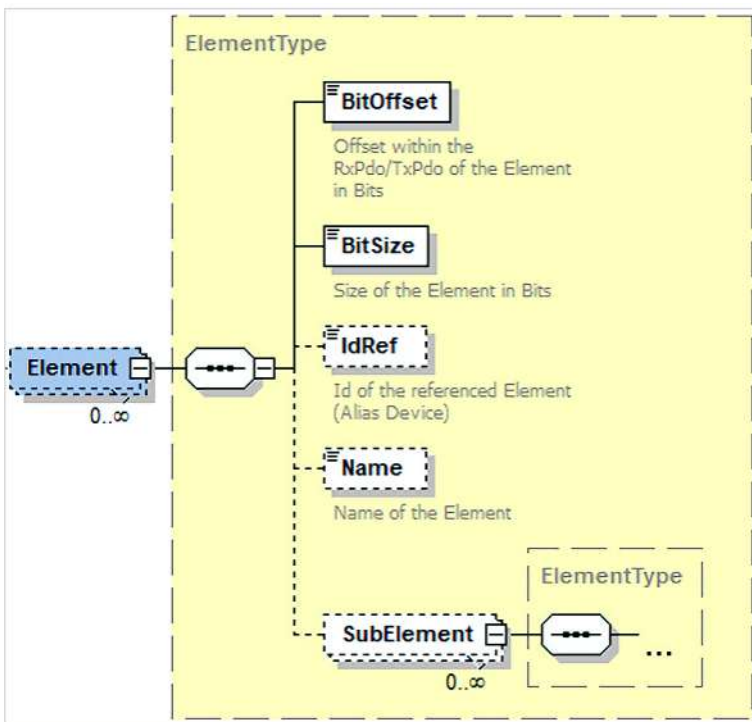 ElementType
BitOffset
Offset within the
RxPdo/TxPdo of the Element
in Bits
BitSize
Size of the Element in Bits
Element
0..∞
IdRef
Id of the referenced Element
(Alias Device)
Name
Name of the Element
ElementType
SubElement
...
0..∞